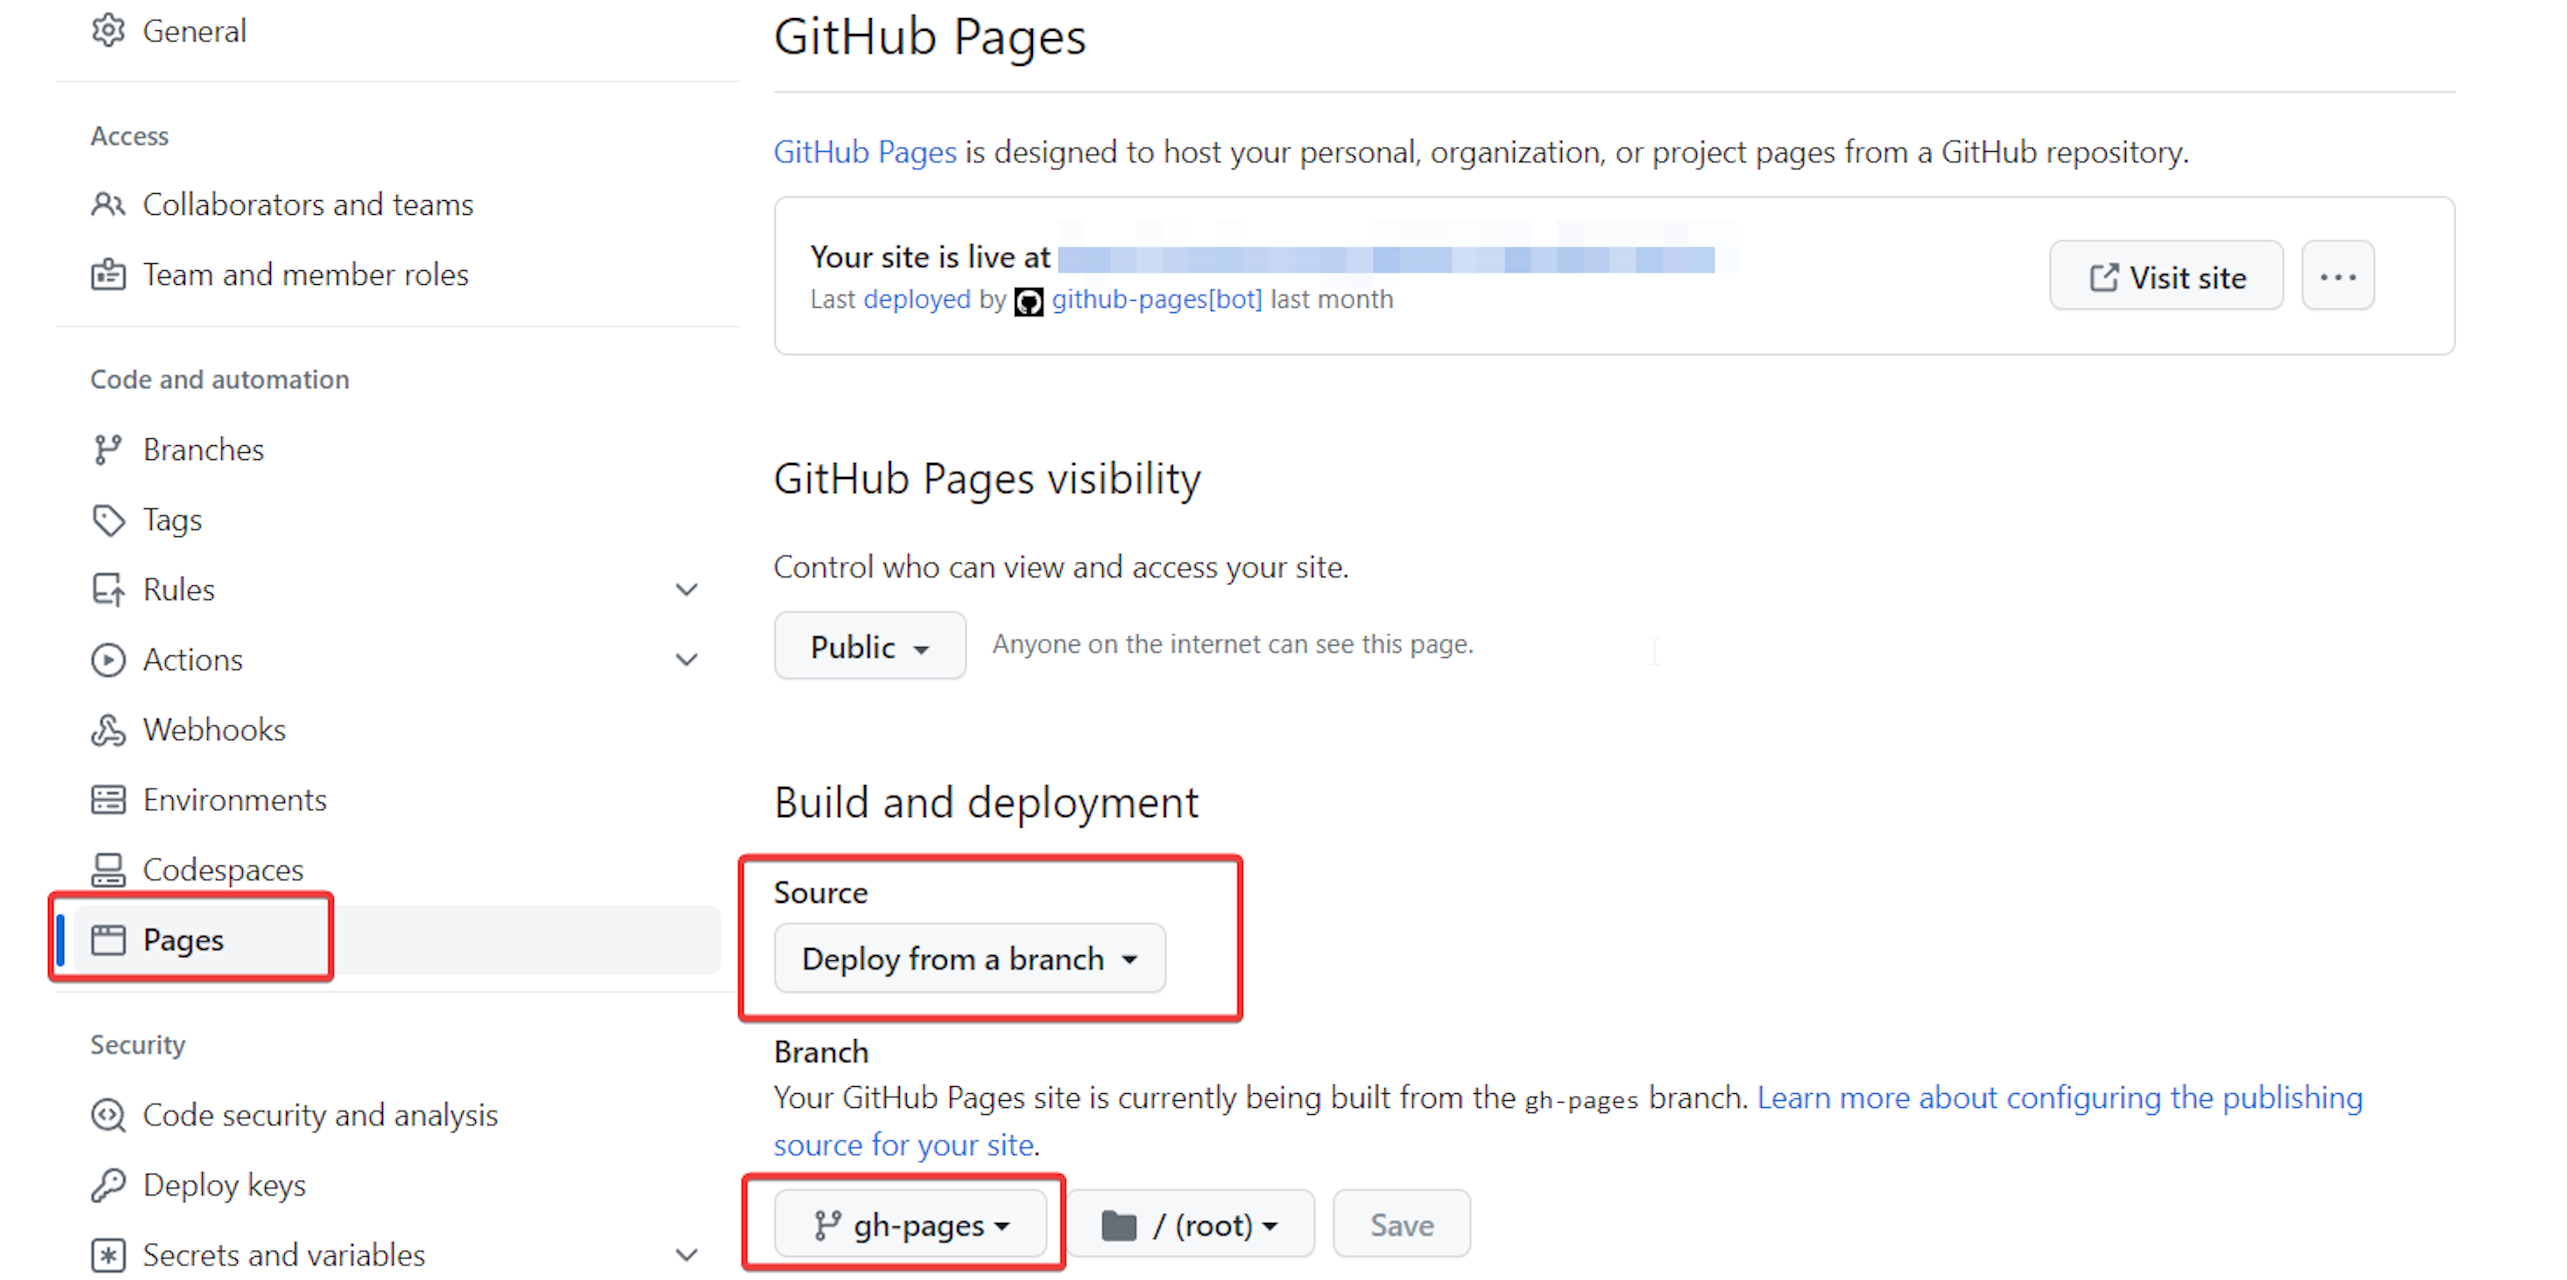 General
Access
Collaborators and teams
Team and member roles
Code and automation
Branches
Tags
Rules
Actions
Webhooks
Environments
Codespaces
Pages
Security
Code security and analysis
Deploy keys
Secrets and variables
GitHub Pages
GitHub Pages is designed to host your personal, organization, or project pages from a GitHub repository.
Your site is live at
Last deployed by github-pages[bot] last month
Visit site
GitHub Pages visibility
Control who can view and access your site.
Public
Anyone on the internet can see this page.
Build and deployment
Source
Deploy from a branch
Branch
Your GitHub Pages site is currently being built from the gh-pages branch. Learn more about configuring the publishing
source for your site.
gh-pages
/ (root)
Save